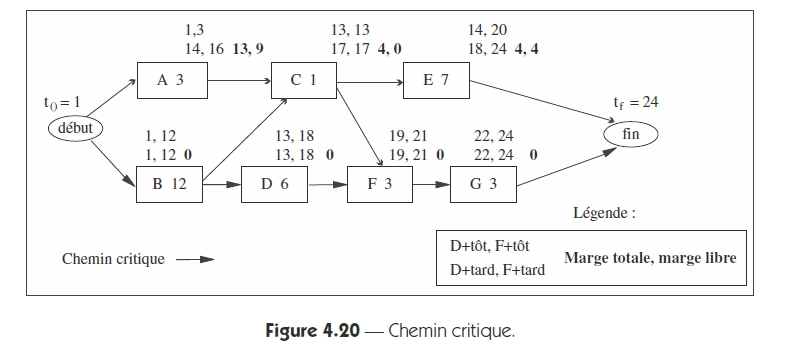 1,3
14, 16 13, 9
13, 13
17, 17 4, 0
14, 20
18, 24 4, 4
A 3
C 1
E 7
t0 = 1
début
tf = 24
fin
1, 12
1, 12 0
13, 18
13, 18 0
19, 21
19, 21 0
22, 24
22, 24 0
B 12
D 6
F 3
G 3
Légende :
D+tôt, F+tôt
D+tard, F+tard
Marge totale, marge libre
Chemin critique
Figure 4.20 — Chemin critique.